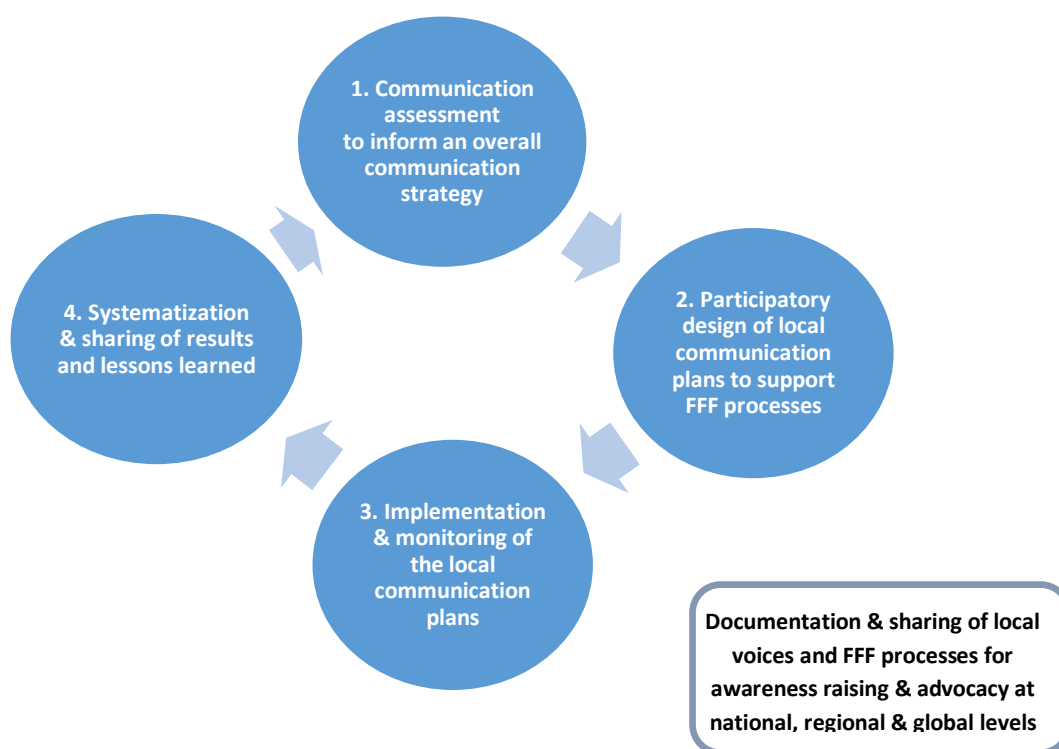 1. Communication
assessment
to inform an overall
communication
strategy
2. Participatory
design of local
communication
plans to support
FFF processes
3. Implementation
& monitoring of
the local
communication
plans
4. Systematization
& sharing of results
and lessons learned
Documentation & sharing of local
voices and FFF processes for
awareness raising & advocacy at
national, regional & global levels